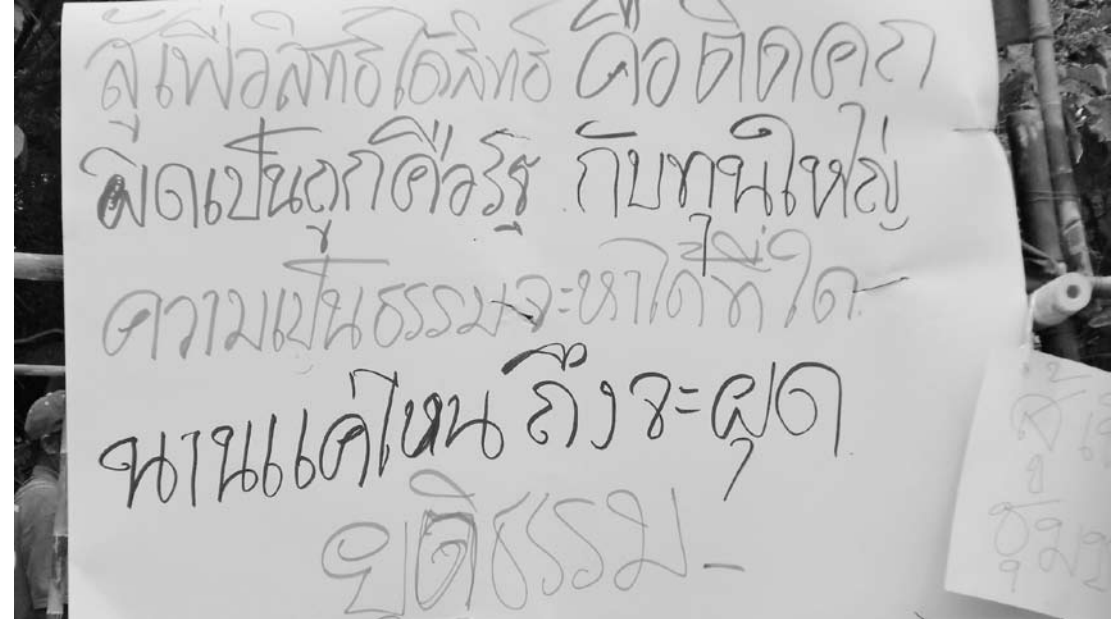 สู้เพื่อสิทธิได้สิทธิ์ คือติดคุก
ผิดเป็นถูกคือรัฐ กับทุนใหญ่
ความเป็นธรรมจะหาได้ที่ใด
นานแค่ไหน ถึงจะผุด
ยุติธรรม-